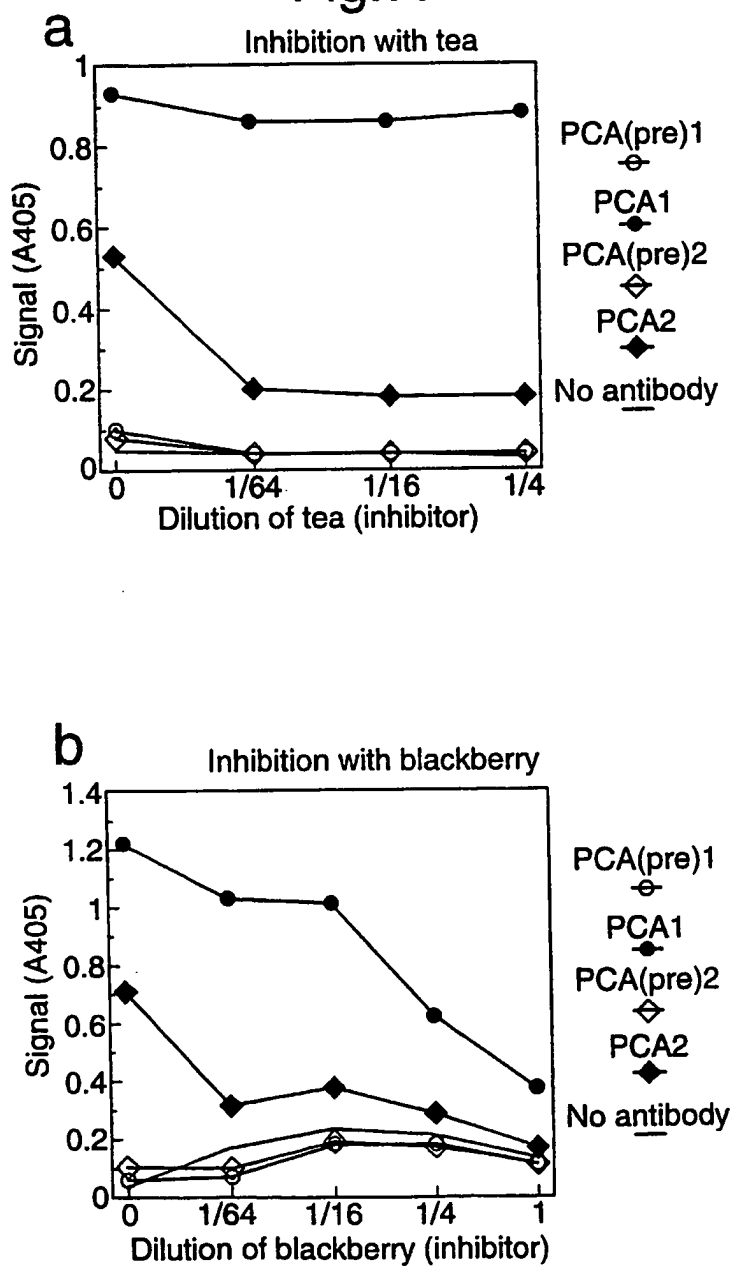 a
Inhibition with tea
1
0.8
0.6
0.4
0.2
0
Signal (A405)
0 1/64 1/16 1/4
Dilution of tea (inhibitor)
PCA(pre)1
PCA1
PCA(pre)2
PCA2
No antibody
b
Inhibition with blackberry
1.4
1.2
1
0.8
0.6
0.4
0.2
0
Signal (A405)
0 1/64 1/16 1/4 1
Dilution of blackberry (inhibitor)
PCA(pre)1
PCA1
PCA(pre)2
PCA2
No antibody